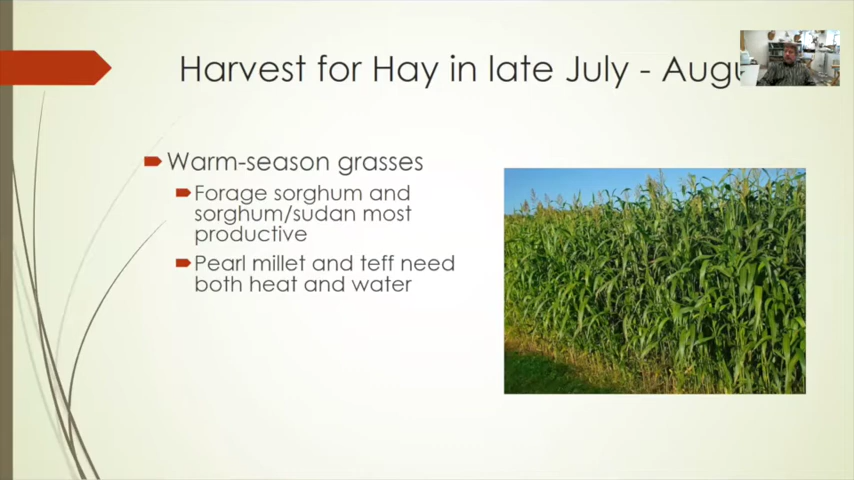 Harvest for Hay in late July - Augu
Warm-season grasses
Forage sorghum and
sorghum/sudan most
productive
Pearl millet and teff need
both heat and water